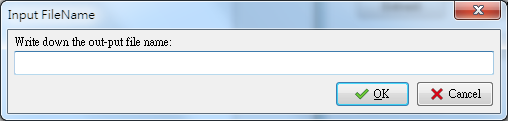 Input FileName
Write down the out-put file name:
OK
Cancel